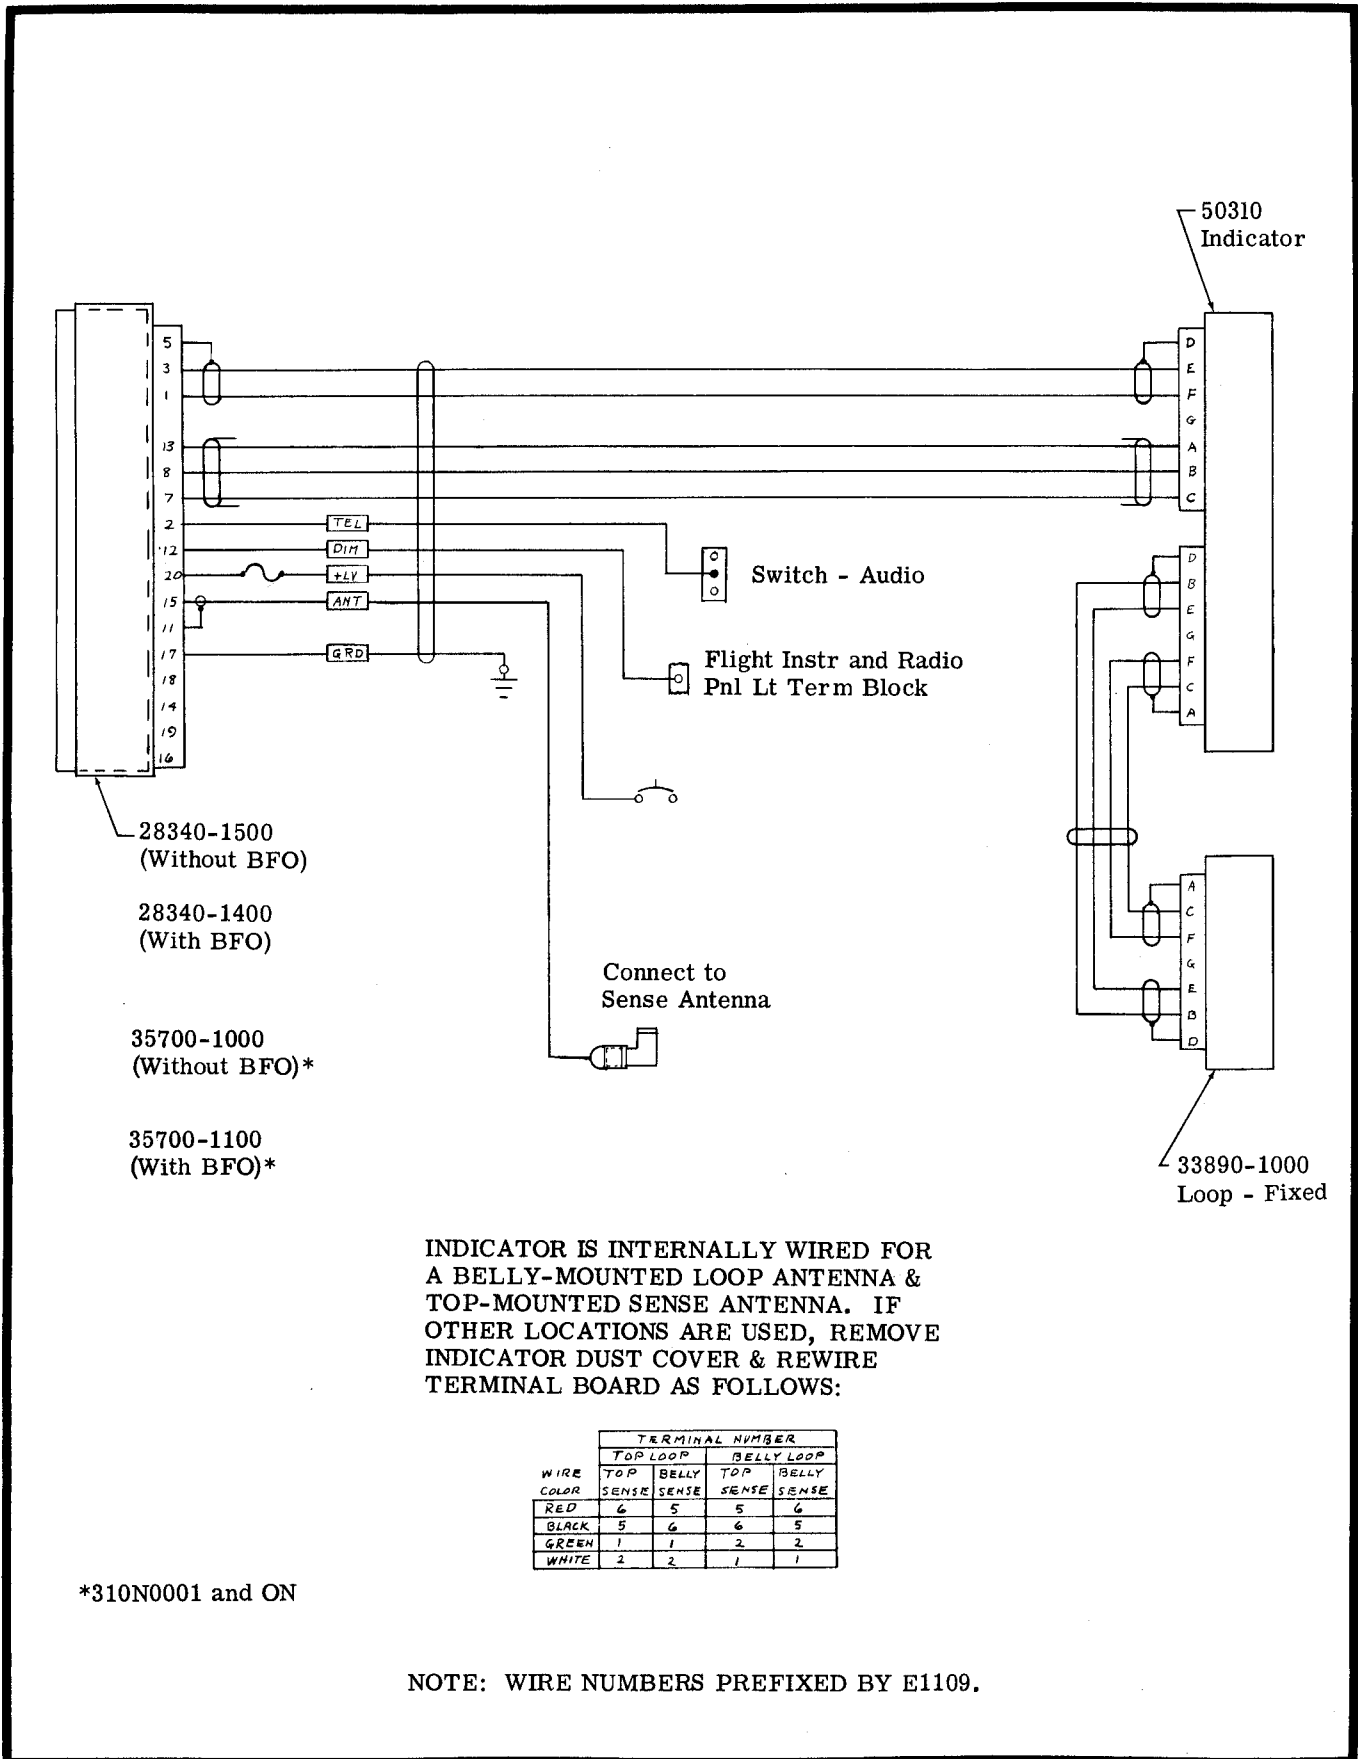 50310
Indicator
5
3
1
13
8
7
2
12
20
15
11
17
18
14
19
16
TEL
DIM
+LV
ANT
GRD
D
E
F
G
A
B
C
D
B
E
G
F
C
A
Switch - Audio
Flight Instr and Radio
Pnl Lt Term Block
28340-1500
(Without BFO)
28340-1400
(With BFO)
35700-1000
(Without BFO)*
35700-1100
(With BFO)*
Connect to
Sense Antenna
A
C
F
G
E
B
D
33890-1000
Loop - Fixed
INDICATOR IS INTERNALLY WIRED FOR
A BELLY-MOUNTED LOOP ANTENNA &
TOP-MOUNTED SENSE ANTENNA. IF
OTHER LOCATIONS ARE USED, REMOVE
INDICATOR DUST COVER & REWIRE
TERMINAL BOARD AS FOLLOWS:
TERMINAL NUMBER
TOP LOOP BELLY LOOP
WIRE TOP BELLY TOP BELLY
COLOR SENSE SENSE SENSE SENSE
RED 6 5 5 6
BLACK 5 6 6 5
GREEN 1 1 2 2
WHITE 2 2 1 1
*310N0001 and ON
NOTE: WIRE NUMBERS PREFIXED BY E1109.